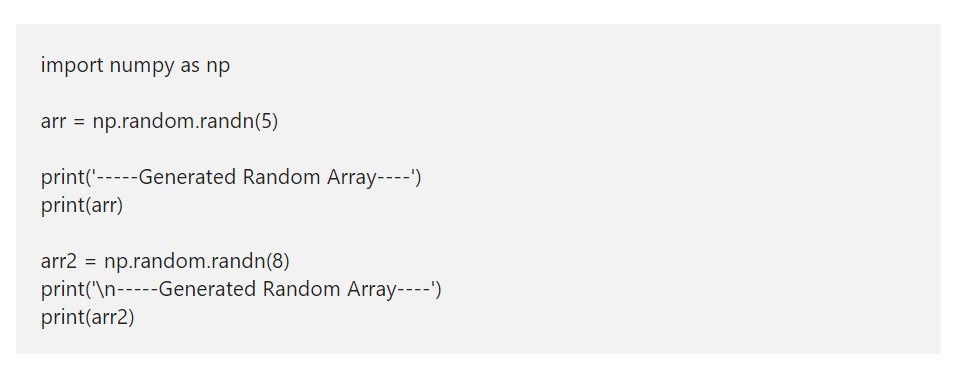 import numpy as np
arr = np.random.randn(5)
print('-----Generated Random Array----')
print(arr)
arr2 = np.random.randn(8)
print('\n-----Generated Random Array----')
print(arr2)